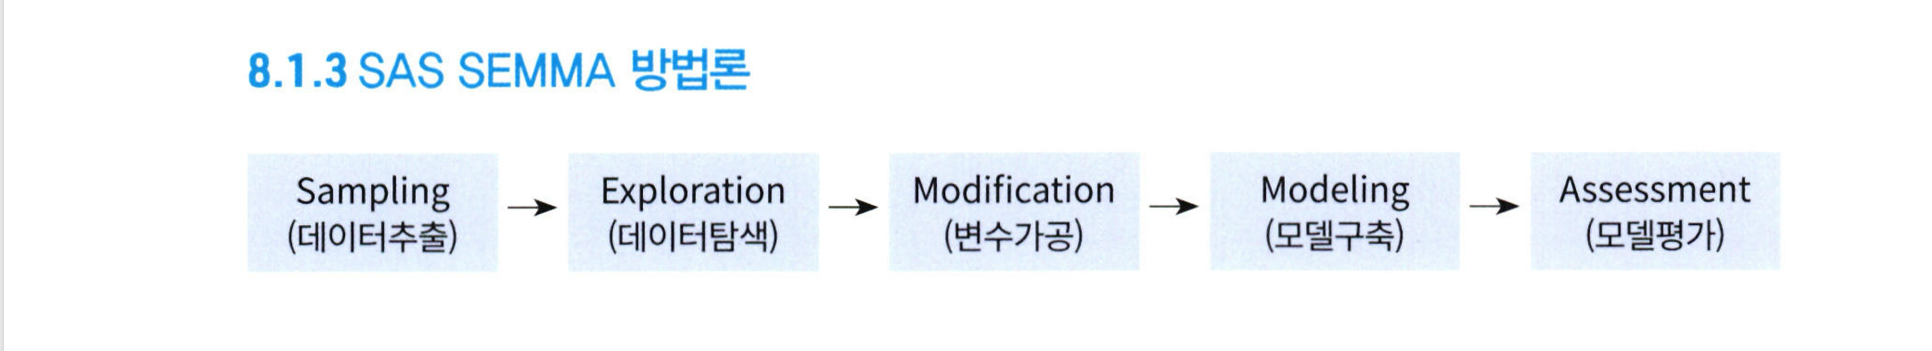 8.1.3 SAS SEMMA 방법론
Sampling
(데이터추출)
Exploration
(데이터탐색)
Modification
(변수가공)
Modeling
(모델구축)
Assessment
(모델평가)